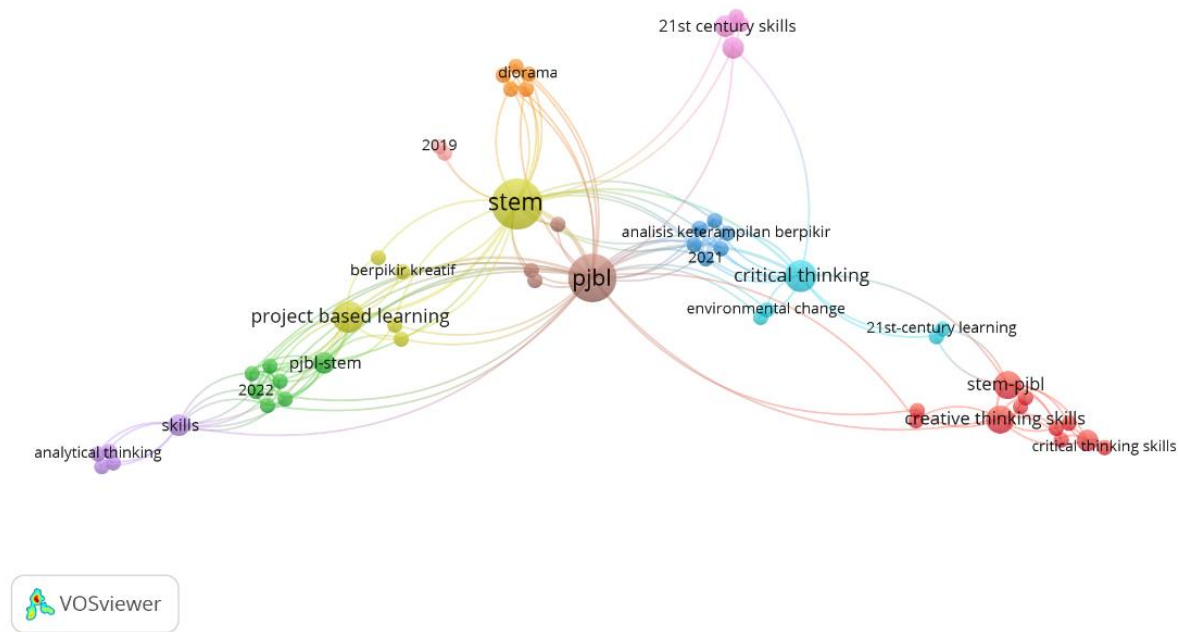 21st century skills
diorama
2019
stem
analisis keterampilan berpikir
2021
critical thinking
berpikir kreatif
pjbl
environmental change
project based learning
21st-century learning
pjbl-stem
stem-pjbl
2022
creative thinking skills
skills
critical thinking skills
analytical thinking
VOSviewer